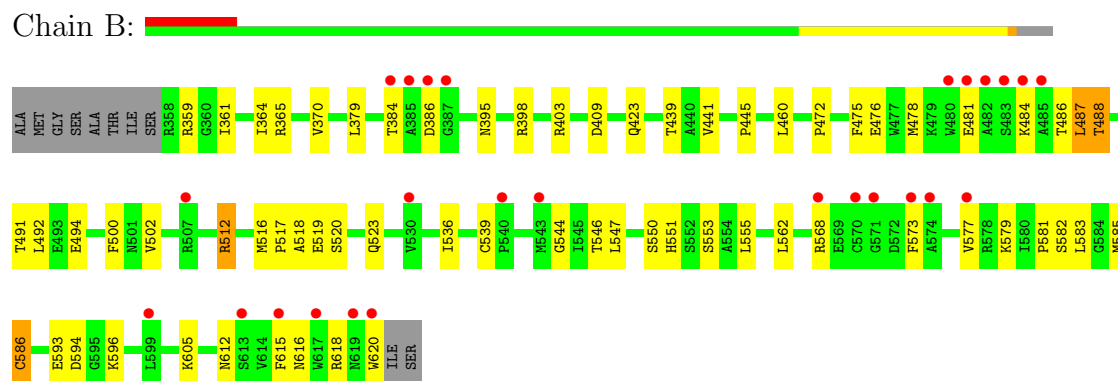 Chain B:
ALA MET GLY SER ALA THR ILE SER R358 R359 G360 I361 I364 R365 V370 L379 T384 A385 D386 G387 N395 R398 R403 D409 Q423 T439 A440 V441 P445 L460 P472 F475 E476 W477 M478 K479 W480 E481 A482 S483 K484 A485 T486 L487 T488
T491 L492 E493 E494 F500 N501 V502 R507 R512 M516 P517 A518 E519 S520 Q523 V530 I536 C539 P540 M543 G544 I545 T546 L547 S550 H551 S552 S553 A554 L555 L562 R568 E569 C570 G571 D572 F573 A574 V577 R578 K579 I580 P581 S582 L583 G584 M585
C586 E593 D594 G595 K596 L599 K605 N612 S613 V614 F615 N616 W617 R618 N619 W620 ILE SER